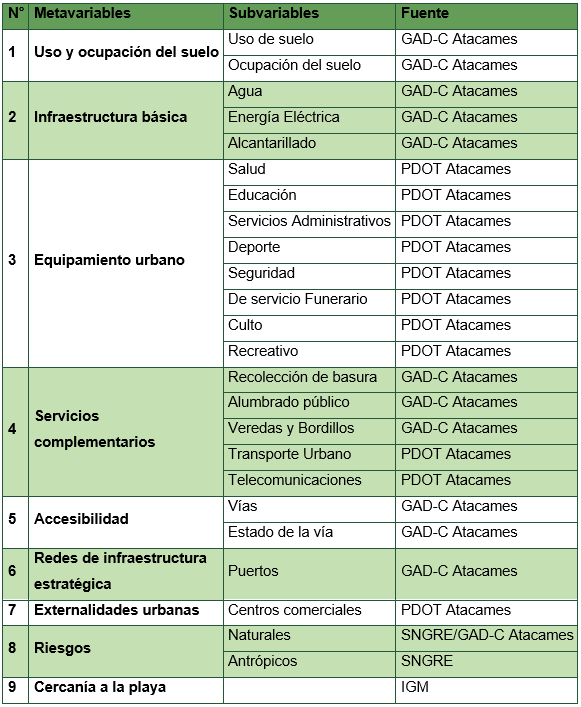 N° Metavariables Subvariables Fuente
1 Uso y ocupación del suelo Uso de suelo GAD-C Atacames
Ocupación del suelo GAD-C Atacames
2 Infraestructura básica Agua GAD-C Atacames
Energía Eléctrica GAD-C Atacames
Alcantarillado GAD-C Atacames
3 Equipamiento urbano Salud PDOT Atacames
Educación PDOT Atacames
Servicios Administrativos PDOT Atacames
Deporte PDOT Atacames
Seguridad PDOT Atacames
De servicio Funerario PDOT Atacames
Culto PDOT Atacames
Recreativo PDOT Atacames
4 Servicios complementarios Recolección de basura GAD-C Atacames
Alumbrado público GAD-C Atacames
Veredas y Bordillos GAD-C Atacames
Transporte Urbano PDOT Atacames
Telecomunicaciones PDOT Atacames
5 Accesibilidad Vías GAD-C Atacames
Estado de la vía GAD-C Atacames
6 Redes de infraestructura estratégica Puertos GAD-C Atacames
7 Externalidades urbanas Centros comerciales PDOT Atacames
8 Riesgos Naturales SNGRE/GAD-C Atacames
Antrópicos SNGRE
9 Cercanía a la playa IGM